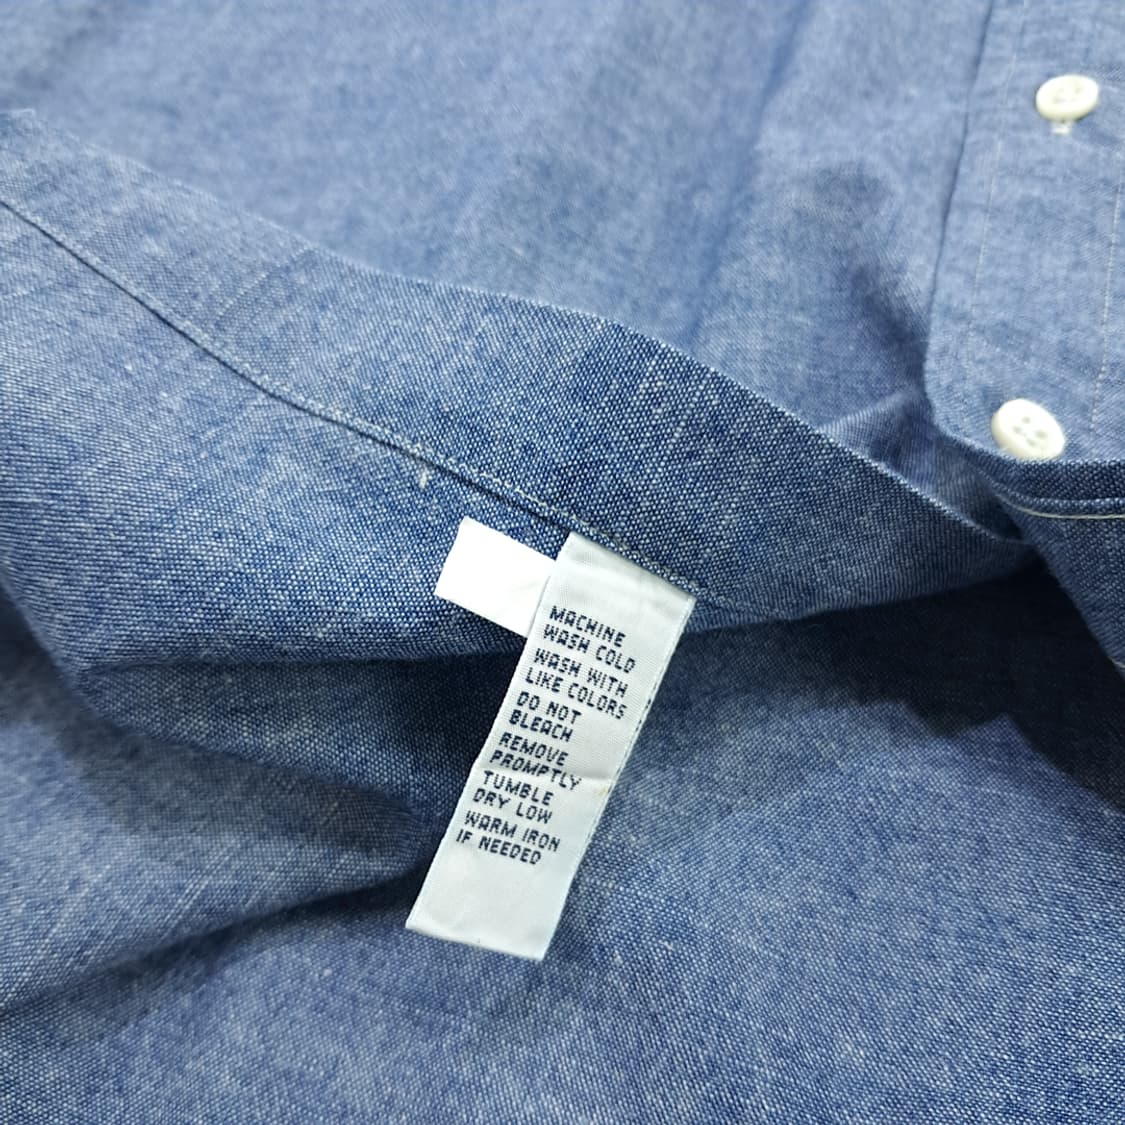 MACHINE
WASH COLD
WASH WITH
LIKE COLORS
DO NOT
BLEACH
REMOVE
PROMPTLY
TUMBLE
DRY LOW
WARM IRON
IF NEEDED